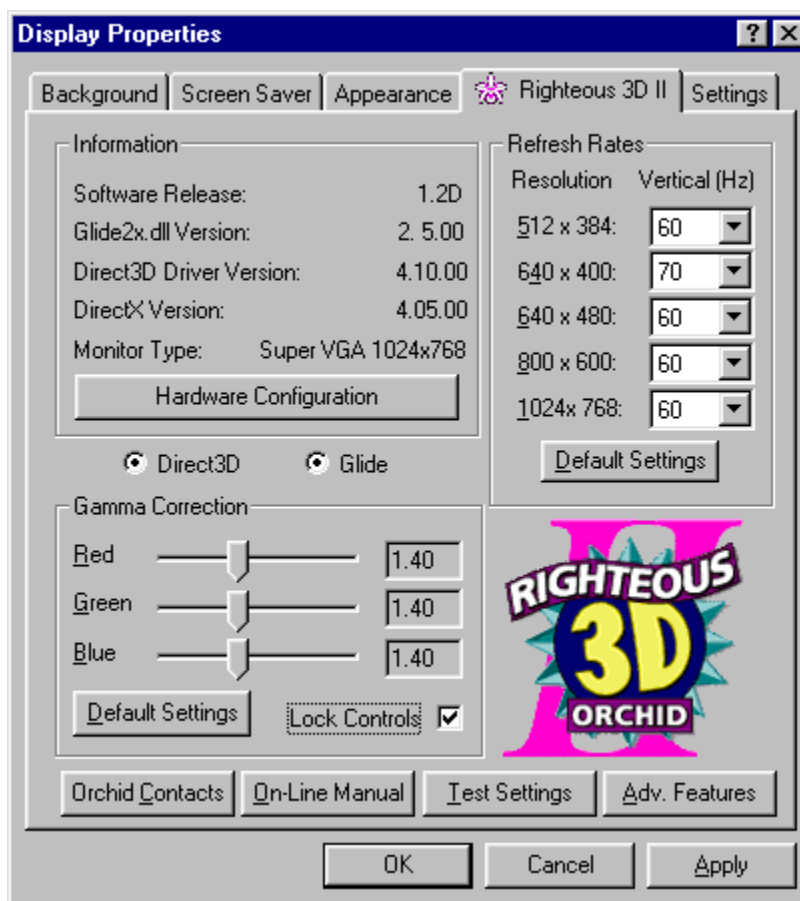 Display Properties
Background Screen Saver Appearance Righteous 3D II Settings
Information
Software Release: 1.2D
Glide2x.dll Version: 2. 5.00
Direct3D Driver Version: 4.10.00
DirectX Version: 4.05.00
Monitor Type: Super VGA 1024x768
Hardware Configuration
Refresh Rates
Resolution Vertical (Hz)
512 x 384: 60
640 x 400: 70
640 x 480: 60
800 x 600: 60
1024x 768: 60
Default Settings
Direct3D Glide
Gamma Correction
Red 1.40
Green 1.40
Blue 1.40
Default Settings Lock Controls
II
RIGHTEOUS
3D
ORCHID
Orchid Contacts On-Line Manual Test Settings Adv. Features
OK Cancel Apply